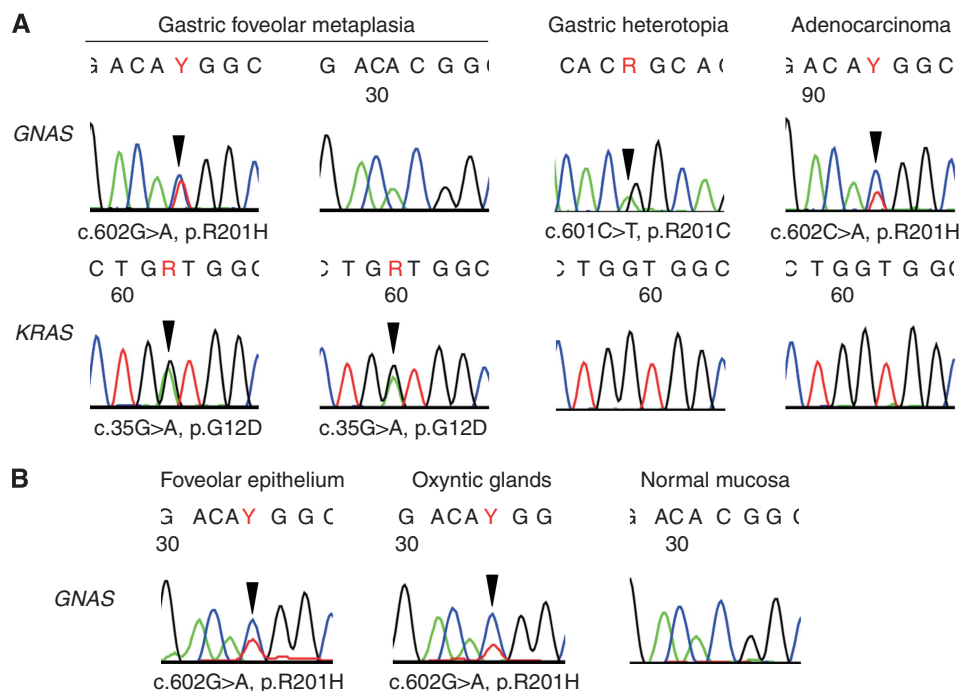 A
Gastric foveolar metaplasia Gastric heterotopia Adenocarcinoma
G A C A Y G G C G A C A C G G C A C R G C A G A C A Y G G C
30 90
GNAS
c.602G>A, p.R201H c.601C>T, p.R201C c.602C>A, p.R201H
C T G R T G G C C T G R T G G C C T G G T G G C C T G G T G G C
60 60 60 60
KRAS
c.35G>A, p.G12D c.35G>A, p.G12D
B
Foveolar epithelium Oxyntic glands Normal mucosa
G A C A Y G G C G A C A Y G G G A C A C G G
30 30 30
GNAS
c.602G>A, p.R201H c.602G>A, p.R201H